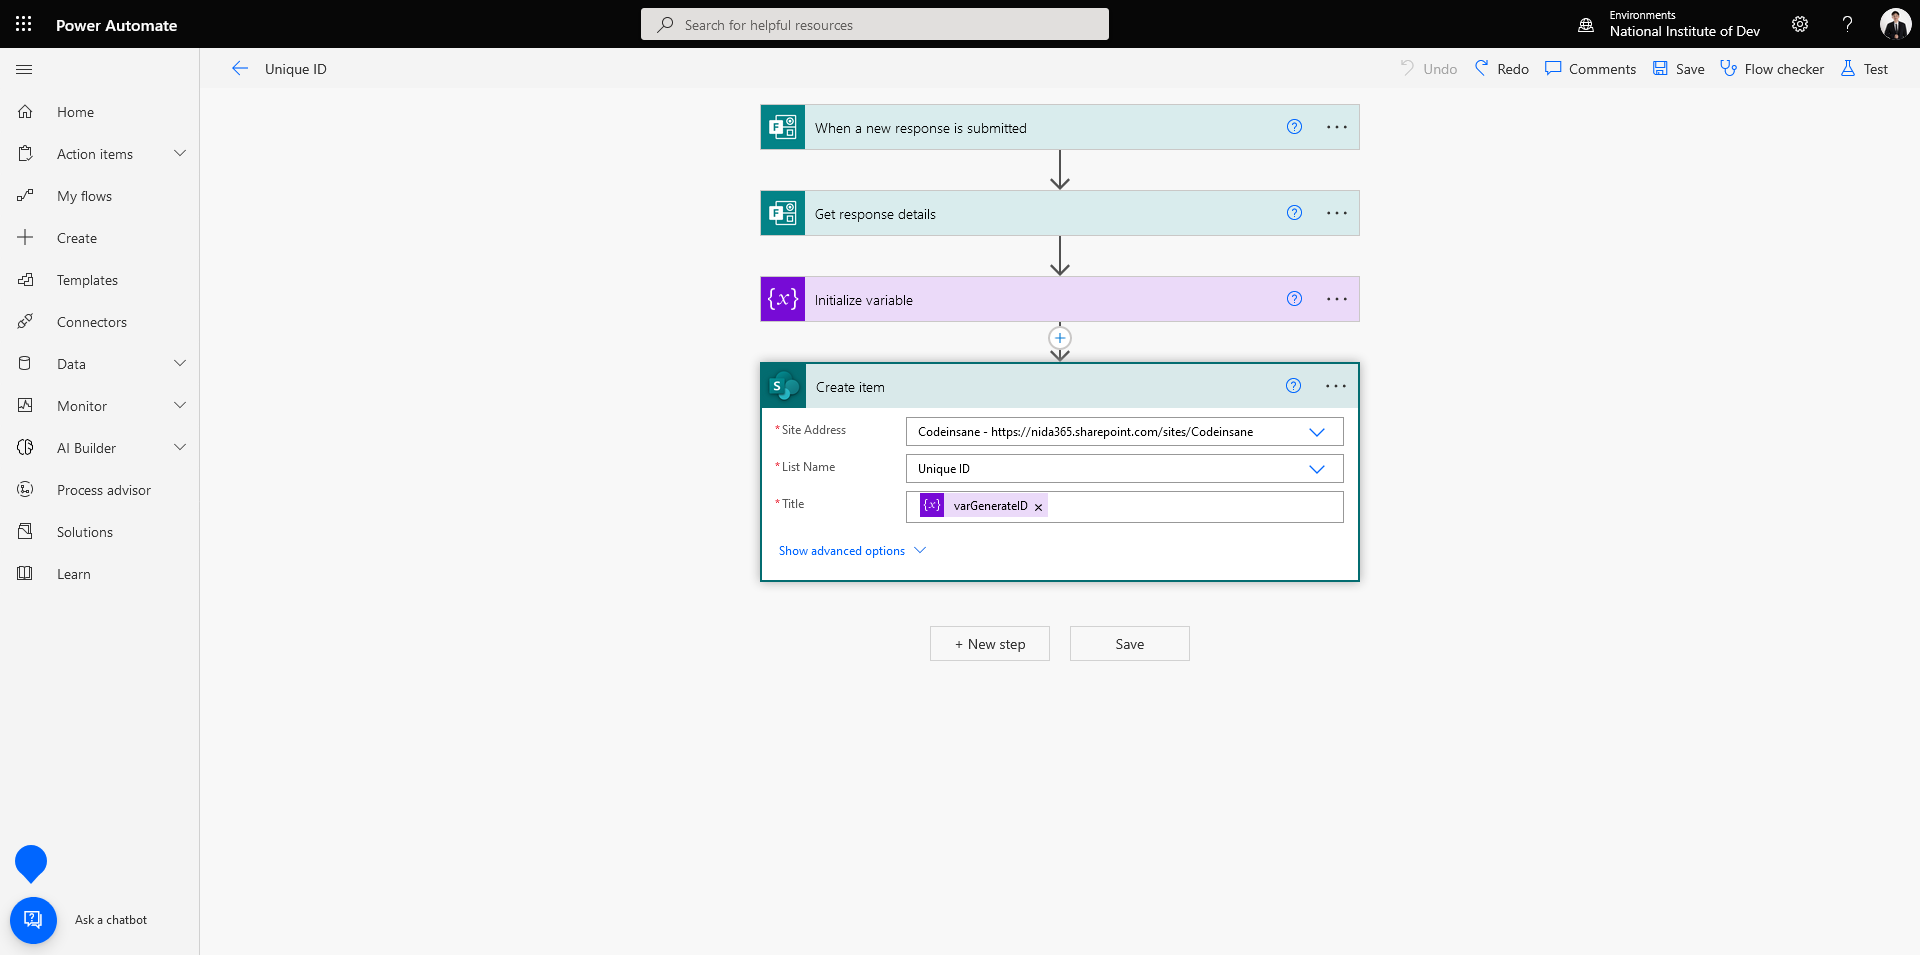 Power Automate
Search for helpful resources
Environments
National Institute of Dev
Unique ID
Undo
Redo
Comments
Save
Flow checker
Test
Home
Action items
My flows
Create
Templates
Connectors
Data
Monitor
AI Builder
Process advisor
Solutions
Learn
Ask a chatbot
F
When a new response is submitted
F
Get response details
{x}
Initialize variable
S
Create item
* Site Address
Codeinsane - https://nida365.sharepoint.com/sites/Codeinsane
* List Name
Unique ID
* Title
{x} varGenerateID ×
Show advanced options
+ New step
Save